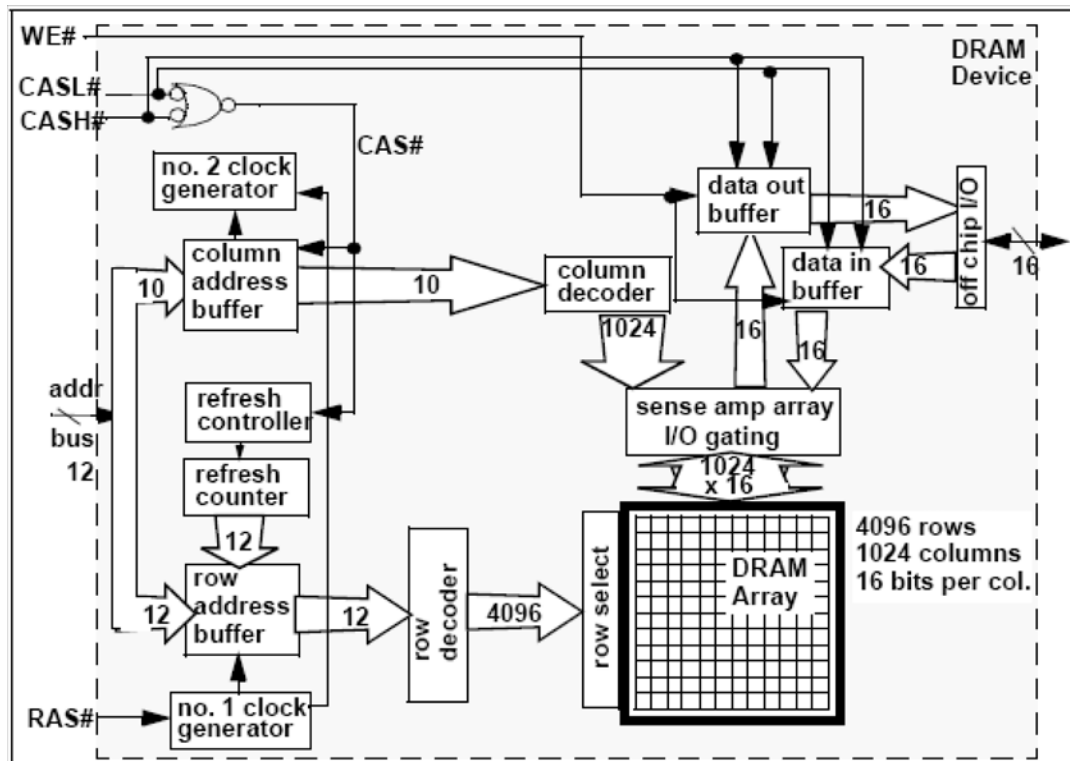 WE#
DRAM
Device
CASL#
CASH#
CAS#
no. 2 clock
generator
data out
buffer
16
off chip I/O
16
column
address
buffer
10
10
column
decoder
data in
buffer
16
1024
16
16
addr
bus
12
refresh
controller
sense amp array
I/O gating
1024
x 16
refresh
counter
12
row
address
buffer
12
12
row
decoder
4096
row select
DRAM
Array
4096 rows
1024 columns
16 bits per col.
RAS#
no. 1 clock
generator